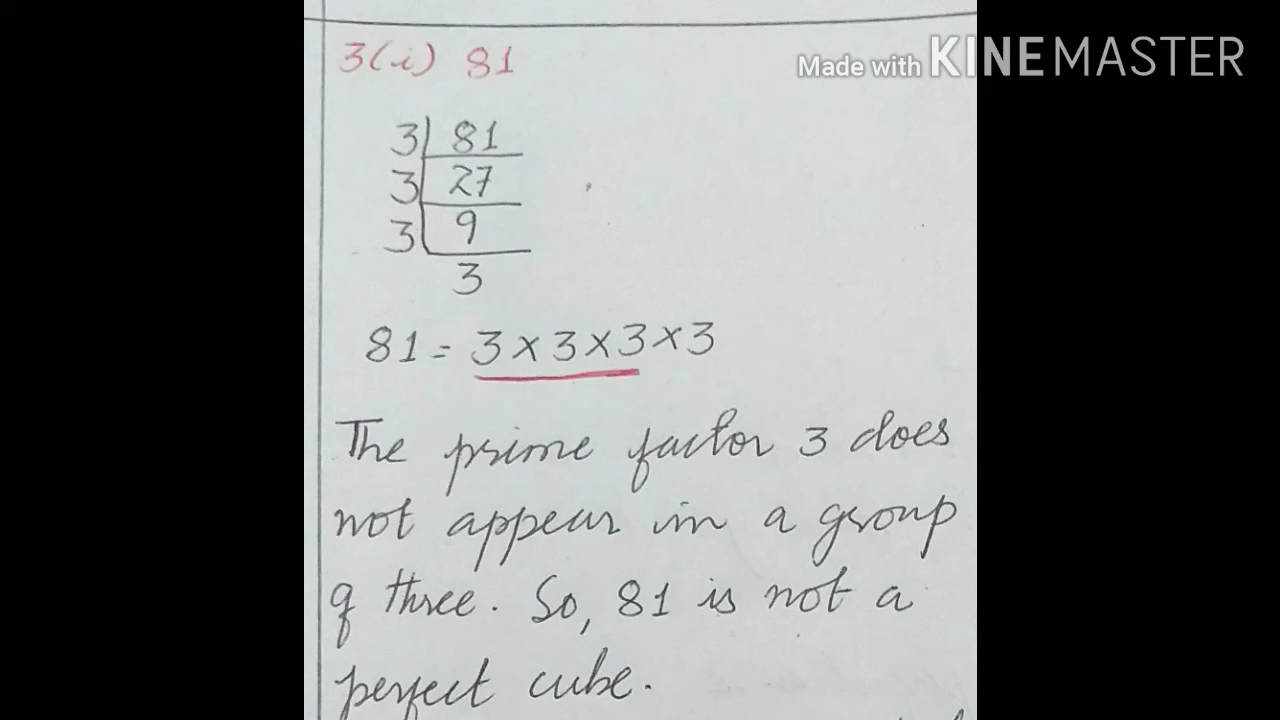 3(i) 81
Made with KINEMASTER
3 81
3 27
3 9
3
81 = 3 × 3 × 3 × 3
The prime factor 3 does
not appear in a group
of three. So, 81 is not a
perfect cube.